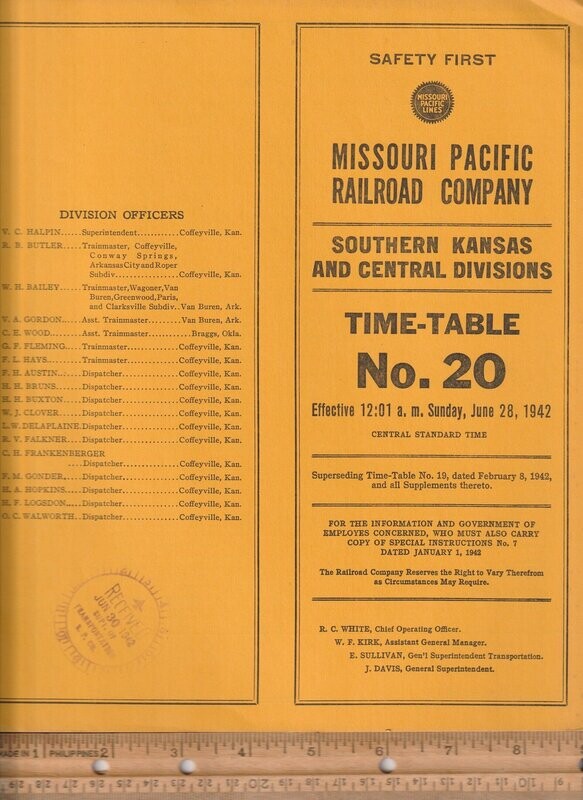 DIVISION OFFICERS
V. C. HALPIN......Superintendent............Coffeyville, Kan.
R. B. BUTLER.....Trainmaster, Coffeyville,
Conway Springs,
Arkansas City and Roper
Subdiv....................Coffeyville, Kan.
W. H. BAILEY.....Trainmaster, Wagoner, Van
Buren, Greenwood, Paris,
and Clarksville Subdiv..Van Buren, Ark.
V. A. GORDON.....Asst. Trainmaster........Van Buren, Ark.
C. E. WOOD........Asst. Trainmaster...........Braggs, Okla.
G. F. FLEMING....Trainmaster...............Coffeyville, Kan.
F. L. HAYS..........Trainmaster...............Coffeyville, Kan.
F. H. AUSTIN.......Dispatcher.................Coffeyville, Kan.
H. H. BRUNS.......Dispatcher.................Coffeyville, Kan.
H. H. BUXTON.....Dispatcher.................Coffeyville, Kan.
W. J. CLOVER......Dispatcher.................Coffeyville, Kan.
L.W. DELAPLAINE.Dispatcher.................Coffeyville, Kan.
R. V. FALKNER....Dispatcher.................Coffeyville, Kan.
C. H. FRANKENBERGER
....Dispatcher.................Coffeyville, Kan.
F. M. GONDER.....Dispatcher.................Coffeyville, Kan.
H. A. HOPKINS.....Dispatcher.................Coffeyville, Kan.
H. F. LOGSDON....Dispatcher.................Coffeyville, Kan.
O. C. WALWORTH..Dispatcher.................Coffeyville, Kan.
JUN 30 1942
SAFETY FIRST
MISSOURI
PACIFIC
LINES
MISSOURI PACIFIC
RAILROAD COMPANY
SOUTHERN KANSAS
AND CENTRAL DIVISIONS
TIME-TABLE
No. 20
Effective 12:01 a. m. Sunday, June 28, 1942
CENTRAL STANDARD TIME
Superseding Time-Table No. 19, dated February 8, 1942,
and all Supplements thereto.
FOR THE INFORMATION AND GOVERNMENT OF
EMPLOYES CONCERNED, WHO MUST ALSO CARRY
COPY OF SPECIAL INSTRUCTIONS No. 7
DATED JANUARY 1, 1942
The Railroad Company Reserves the Right to Vary Therefrom
as Circumstances May Require.
R. C. WHITE, Chief Operating Officer.
W. F. KIRK, Assistant General Manager.
E. SULLIVAN, Gen'l Superintendent Transportation.
J. DAVIS, General Superintendent.
MADE IN 1 PHILIPPINES 2 3 4 5 6 7 8